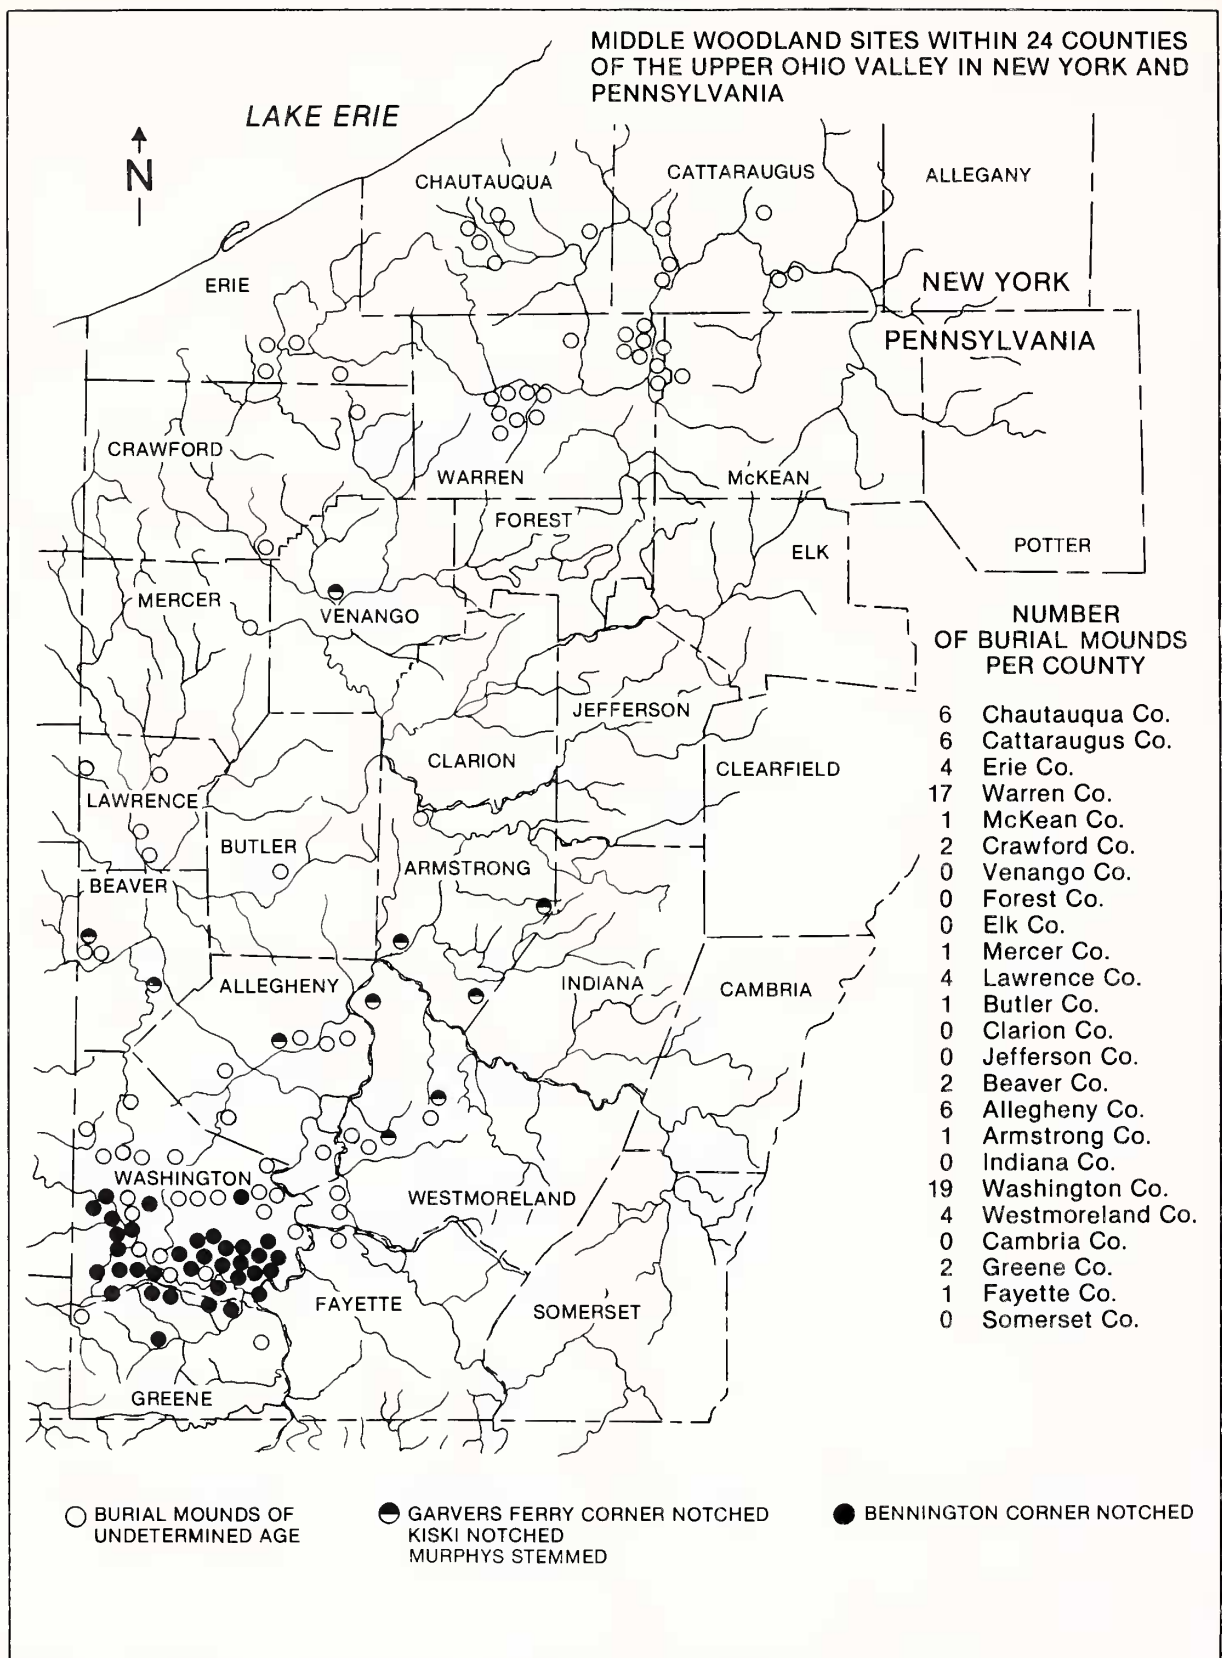 MIDDLE WOODLAND SITES WITHIN 24 COUNTIES
OF THE UPPER OHIO VALLEY IN NEW YORK AND
PENNSYLVANIA
LAKE ERIE
N
CHAUTAUQUA
CATTARAUGUS
ALLEGANY
ERIE
NEW YORK
PENNSYLVANIA
CRAWFORD
WARREN
McKEAN
FOREST
ELK
POTTER
MERCER
VENANGO
JEFFERSON
CLARION
CLEARFIELD
LAWRENCE
BUTLER
ARMSTRONG
BEAVER
ALLEGHENY
INDIANA
CAMBRIA
WASHINGTON
WESTMORELAND
FAYETTE
SOMERSET
GREENE
NUMBER
OF BURIAL MOUNDS
PER COUNTY
6 Chautauqua Co.
6 Cattaraugus Co.
4 Erie Co.
17 Warren Co.
1 McKean Co.
2 Crawford Co.
0 Venango Co.
0 Forest Co.
0 Elk Co.
1 Mercer Co.
4 Lawrence Co.
1 Butler Co.
0 Clarion Co.
0 Jefferson Co.
2 Beaver Co.
6 Allegheny Co.
1 Armstrong Co.
0 Indiana Co.
19 Washington Co.
4 Westmoreland Co.
0 Cambria Co.
2 Greene Co.
1 Fayette Co.
0 Somerset Co.
BURIAL MOUNDS OF
UNDETERMINED AGE
GARVERS FERRY CORNER NOTCHED
KISKI NOTCHED
MURPHYS STEMMED
BENNINGTON CORNER NOTCHED